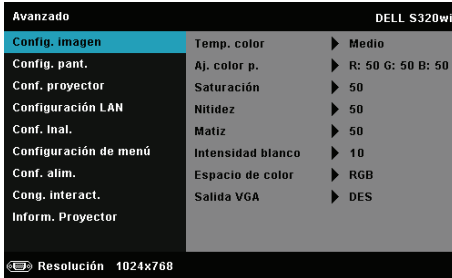 Avanzado DELL S320wi
Config. imagen Temp. color Medio
Config. pant. Aj. color p. R: 50 G: 50 B: 50
Conf. proyector Saturación 50
Configuración LAN Nitidez 50
Conf. Inal. Matiz 50
Configuración de menú Intensidad blanco 10
Conf. alim. Espacio de color RGB
Cong. interact. Salida VGA DES
Inform. Proyector
Resolución 1024x768